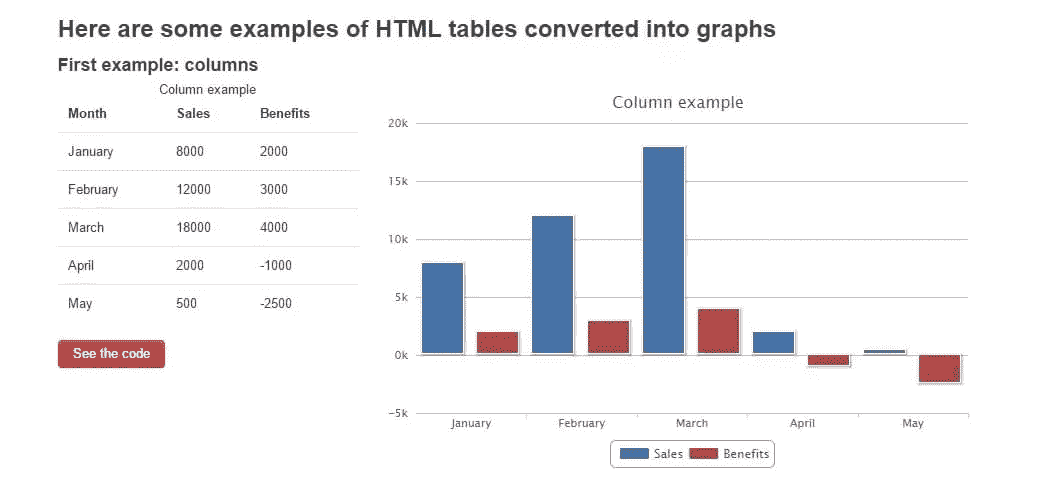 Here are some examples of HTML tables converted into graphs
First example: columns
Column example
Month Sales Benefits
January 8000 2000
February 12000 3000
March 18000 4000
April 2000 -1000
May 500 -2500
See the code
Column example
20k
15k
10k
5k
0k
−5k
January February March April May
Sales Benefits